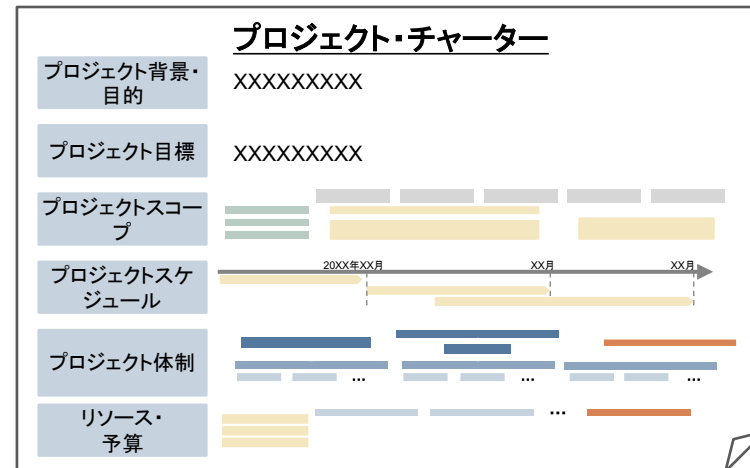 プロジェクト・チャーター
プロジェクト背景・
目的
XXXXXXXXX
プロジェクト目標
XXXXXXXXX
プロジェクトスコー
プ
プロジェクトスケ
ジュール
20XX年XX月
XX月
XX月
プロジェクト体制
...
...
...
リソース・
予算
...